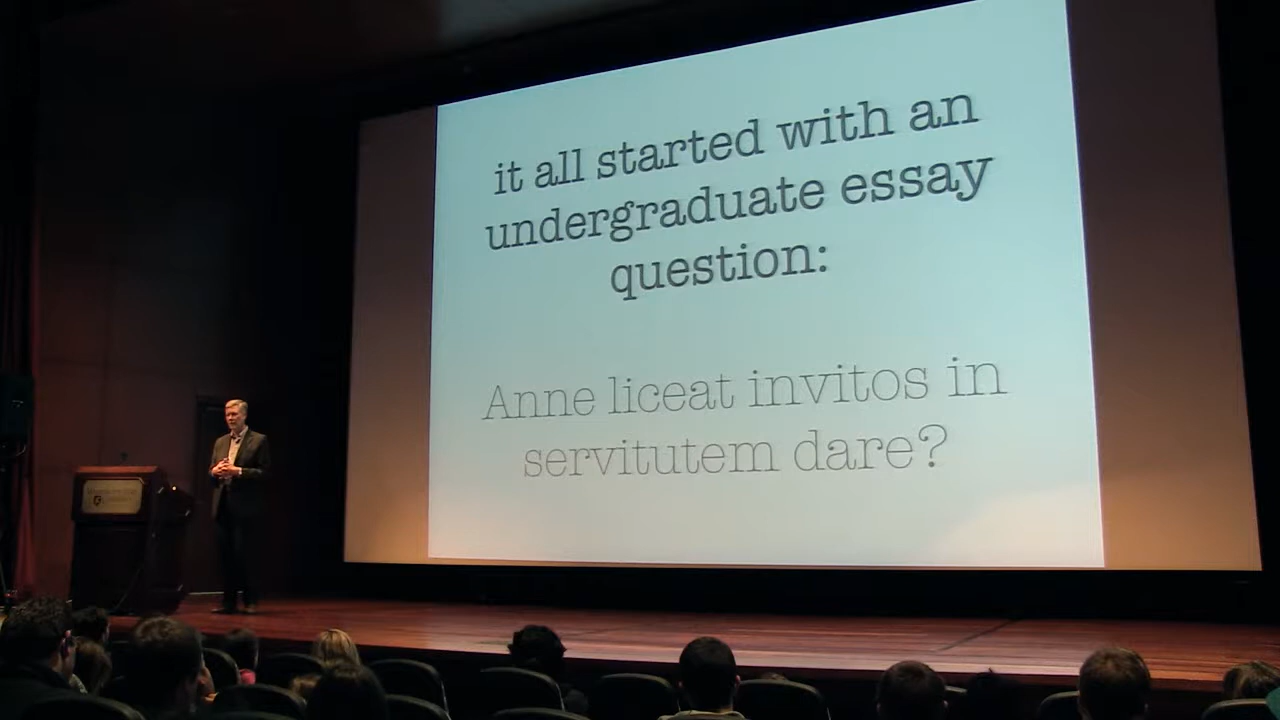 it all started with an
undergraduate essay
question:
Anne liceat invitos in
servitutem dare?